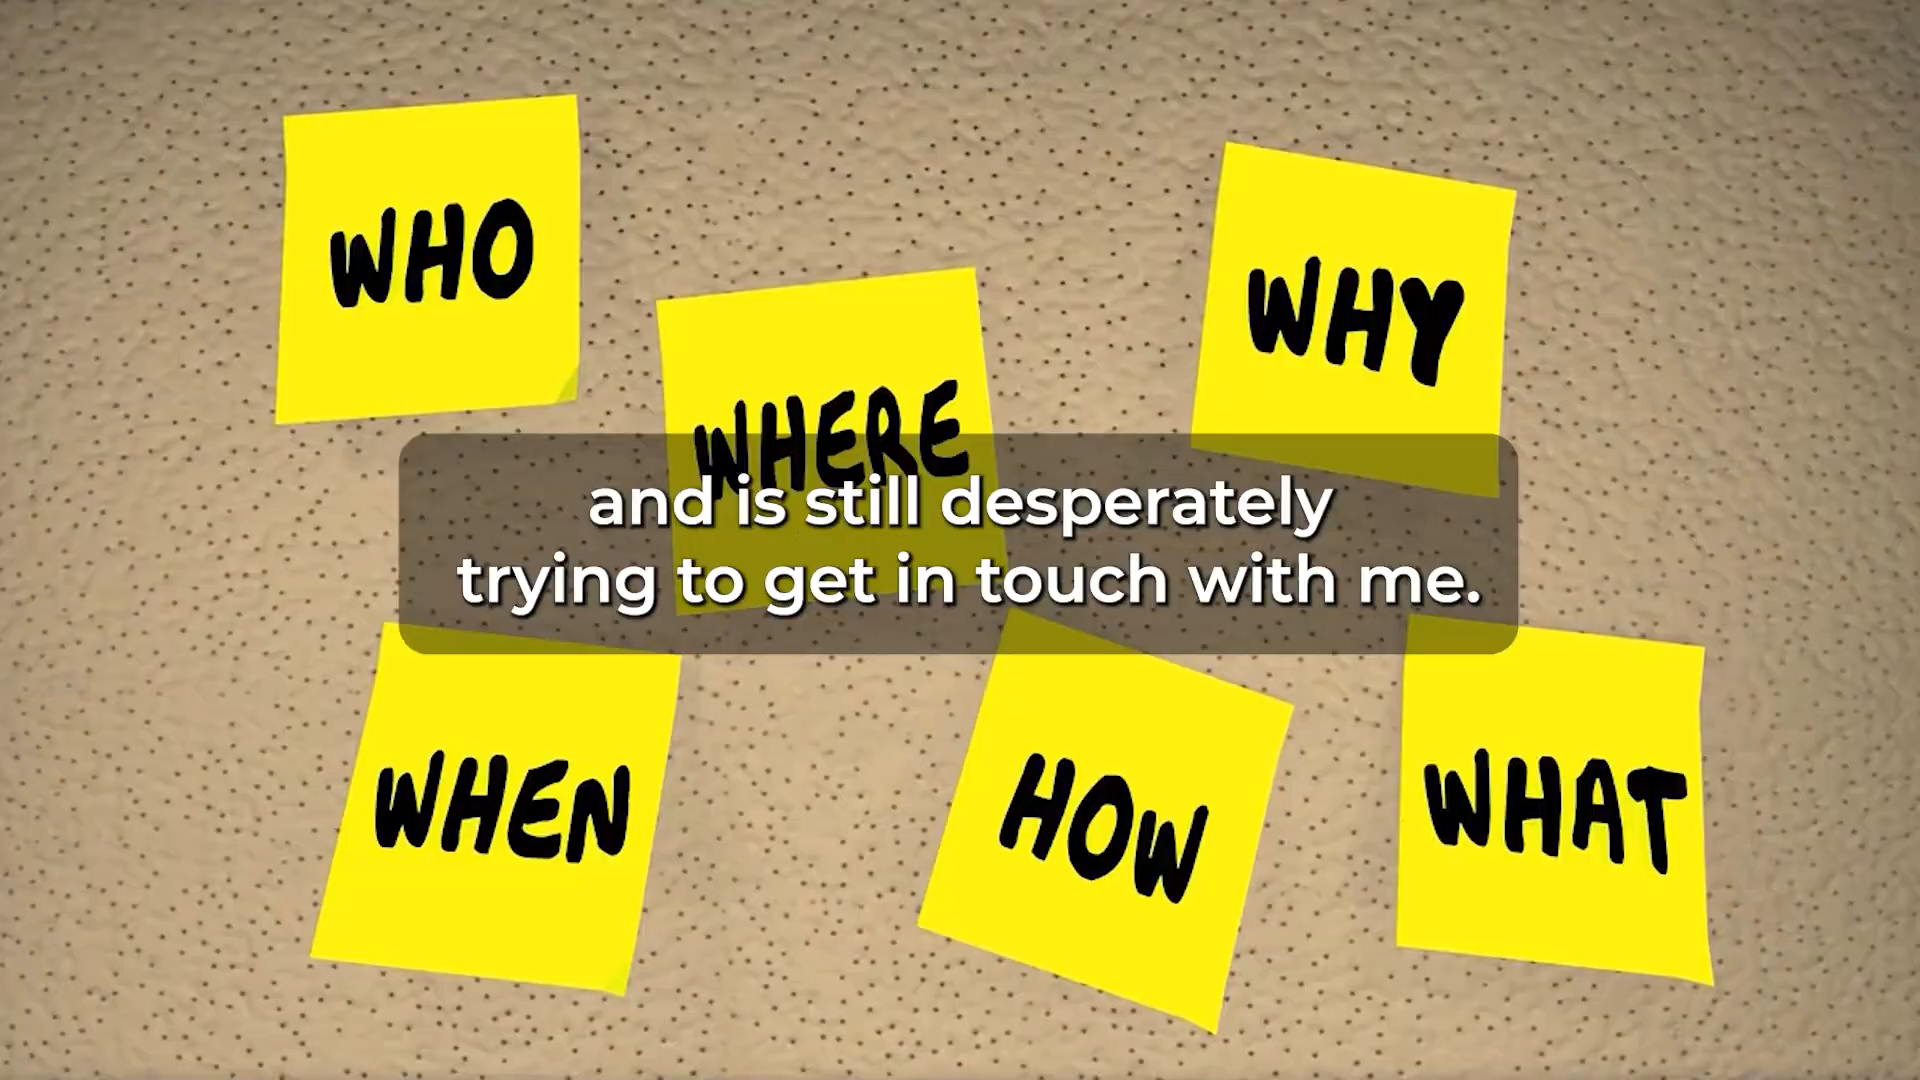 WHO
WHY
WHERE
and is still desperately
trying to get in touch with me.
WHEN
HOW
WHAT